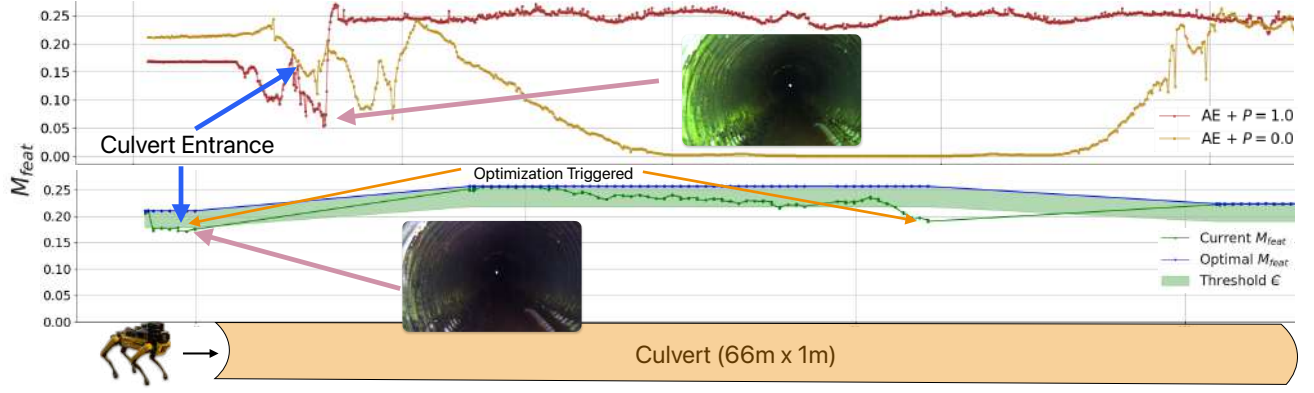 0.25
0.20
0.15
0.10
0.05
0.00
AE + P = 1.0
AE + P = 0.0
Culvert Entrance
M_feat
Optimization Triggered
0.25
0.20
0.15
0.10
0.05
0.00
Current M_feat
Optimal M_feat
Threshold ϵ
Culvert (66m x 1m)